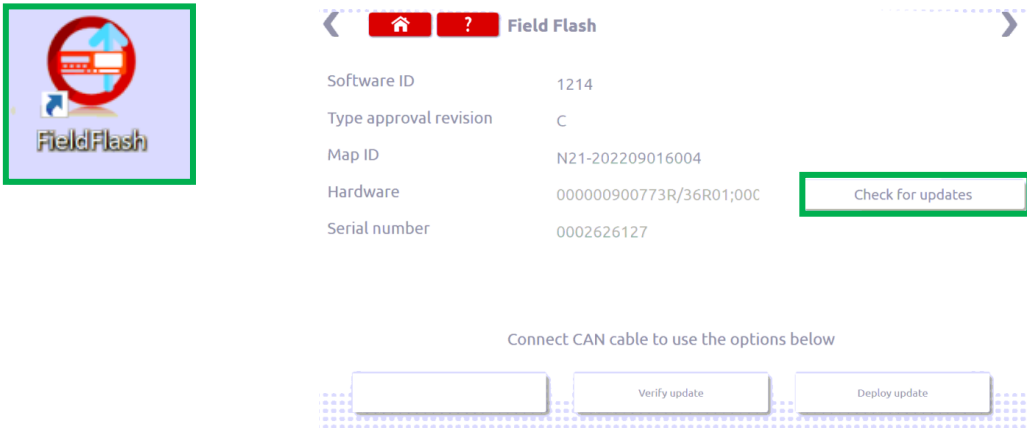 FieldFlash
?
Field Flash
Software ID
1214
Type approval revision
C
Map ID
N21-202209016004
Hardware
000000900773R/36R01;000
Check for updates
Serial number
0002626127
Connect CAN cable to use the options below
Verify update
Deploy update